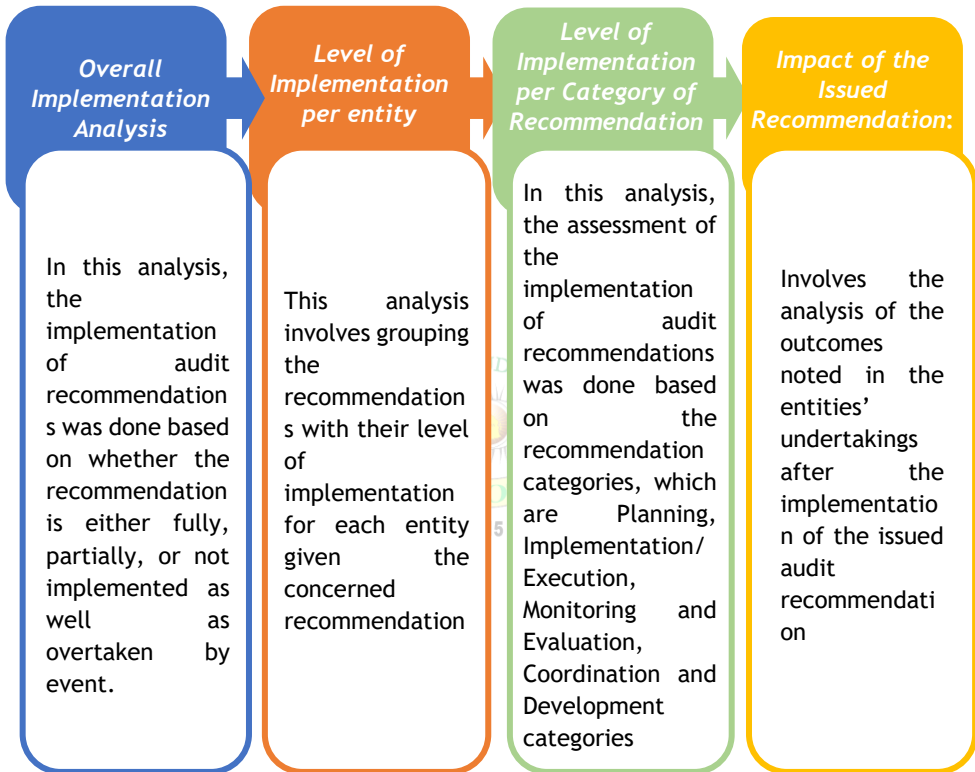 Overall
Implementation
Analysis
In this analysis,
the
implementation
of audit
recommendation
s was done based
on whether the
recommendation
is either fully,
partially, or not
implemented as
well as
overtaken by
event.
Level of
Implementation
per entity
This analysis
involves grouping
the
recommendation
s with their level
of
implementation
for each entity
given the
concerned
recommendation
Level of
Implementation
per Category of
Recommendation
In this analysis,
the assessment of
the
implementation
of audit
recommendations
was done based
on the
recommendation
categories, which
are Planning,
Implementation/
Execution,
Monitoring and
Evaluation,
Coordination and
Development
categories
Impact of the
Issued
Recommendation:
Involves the
analysis of the
outcomes
noted in the
entities’
undertakings
after the
implementatio
n of the issued
audit
recommendati
on